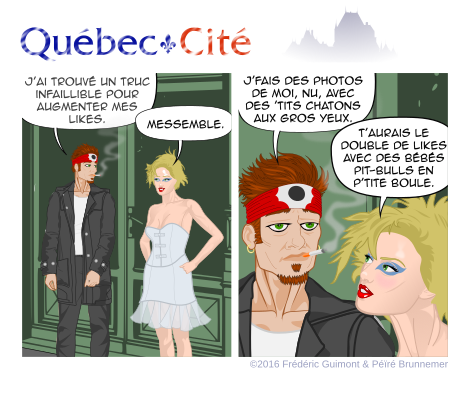 Québec⚜Cité
J'AI TROUVÉ UN TRUC
INFAILLIBLE POUR
AUGMENTER MES
LIKES.
MESSEMBLE.
J'FAIS DES PHOTOS
DE MOI, NU, AVEC
DES 'TITS CHATONS
AUX GROS YEUX.
T'AURAIS LE
DOUBLE DE LIKES
AVEC DES BÉBÉS
PIT-BULLS EN
P'TITE BOULE.
©2016 Frédéric Guimont & Péïré Brunnemer